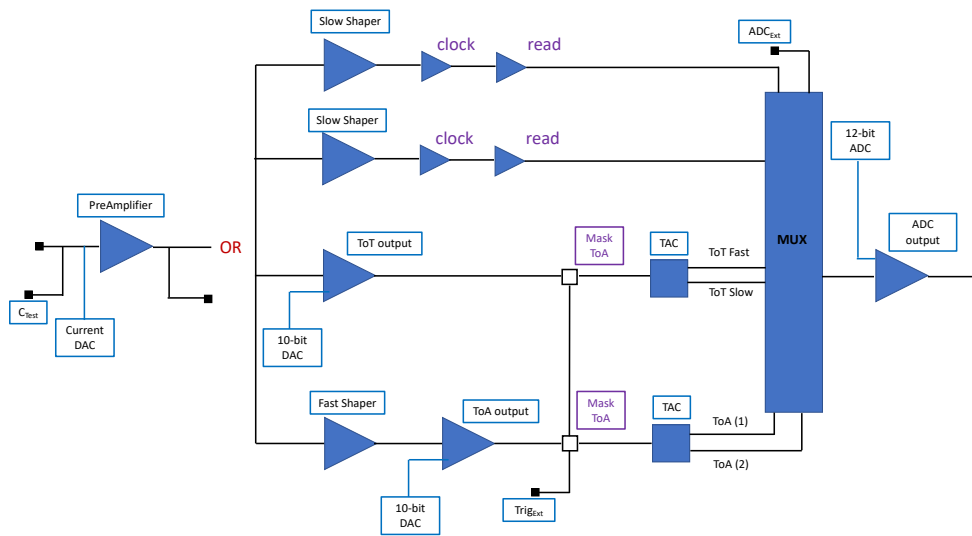 Slow Shaper
clock
read
ADC_Ext
Slow Shaper
clock
read
12-bit
ADC
PreAmplifier
OR
ToT output
Mask
ToA
TAC
ToT Fast
MUX
ADC
output
ToT Slow
C_Test
Current
DAC
10-bit
DAC
Fast Shaper
ToA output
Mask
ToA
TAC
ToA (1)
ToA (2)
10-bit
DAC
Trig_Ext